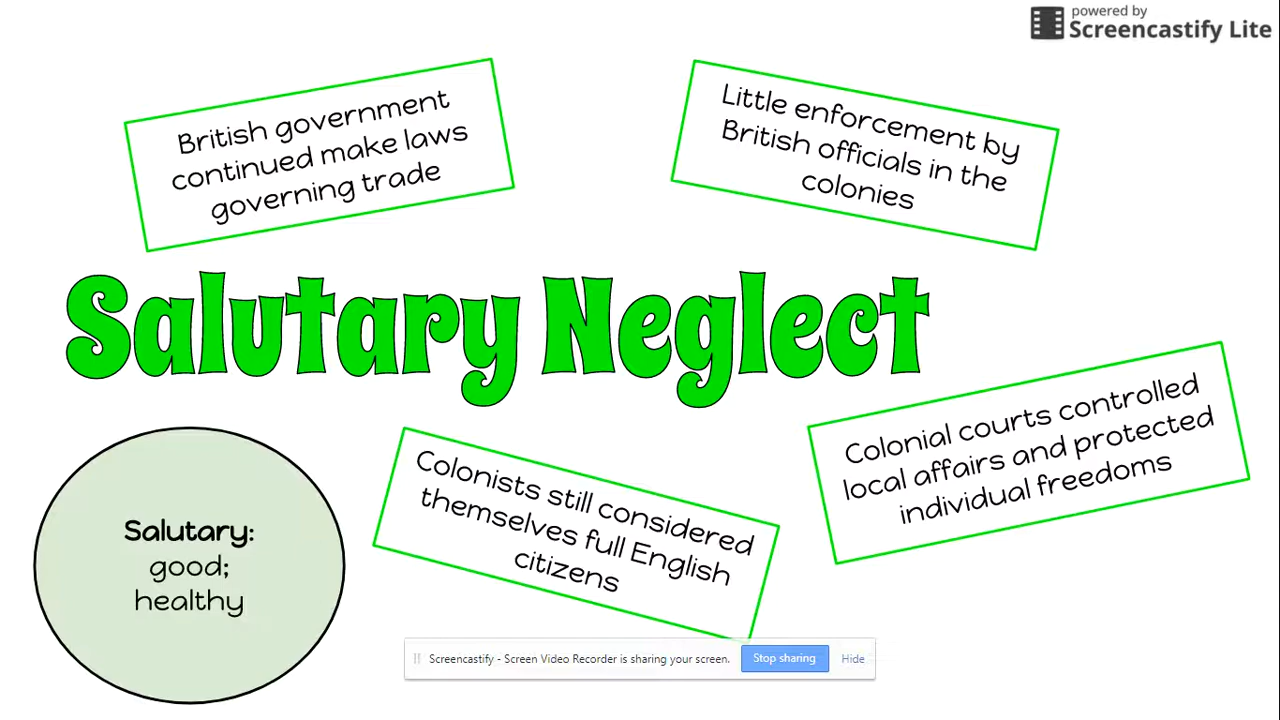 powered by
Screencastify Lite
British government
continued make laws
governing trade
Little enforcement by
British officials in the
colonies
Salutary Neglect
Colonial courts controlled
local affairs and protected
individual freedoms
Colonists still considered
themselves full English
citizens
Salutary:
good;
healthy
Screencastify - Screen Video Recorder is sharing your screen.
Stop sharing
Hide